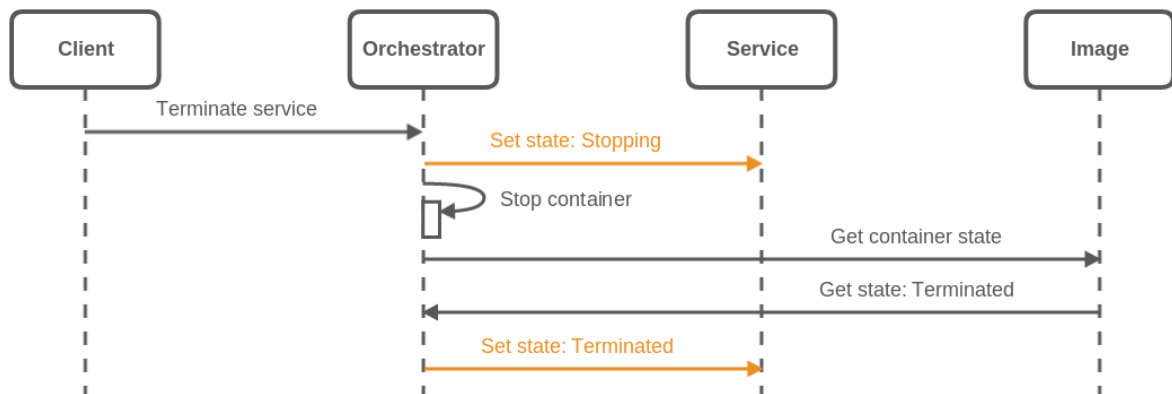 Client
Orchestrator
Service
Image
Terminate service
Set state: Stopping
Stop container
Get container state
Get state: Terminated
Set state: Terminated